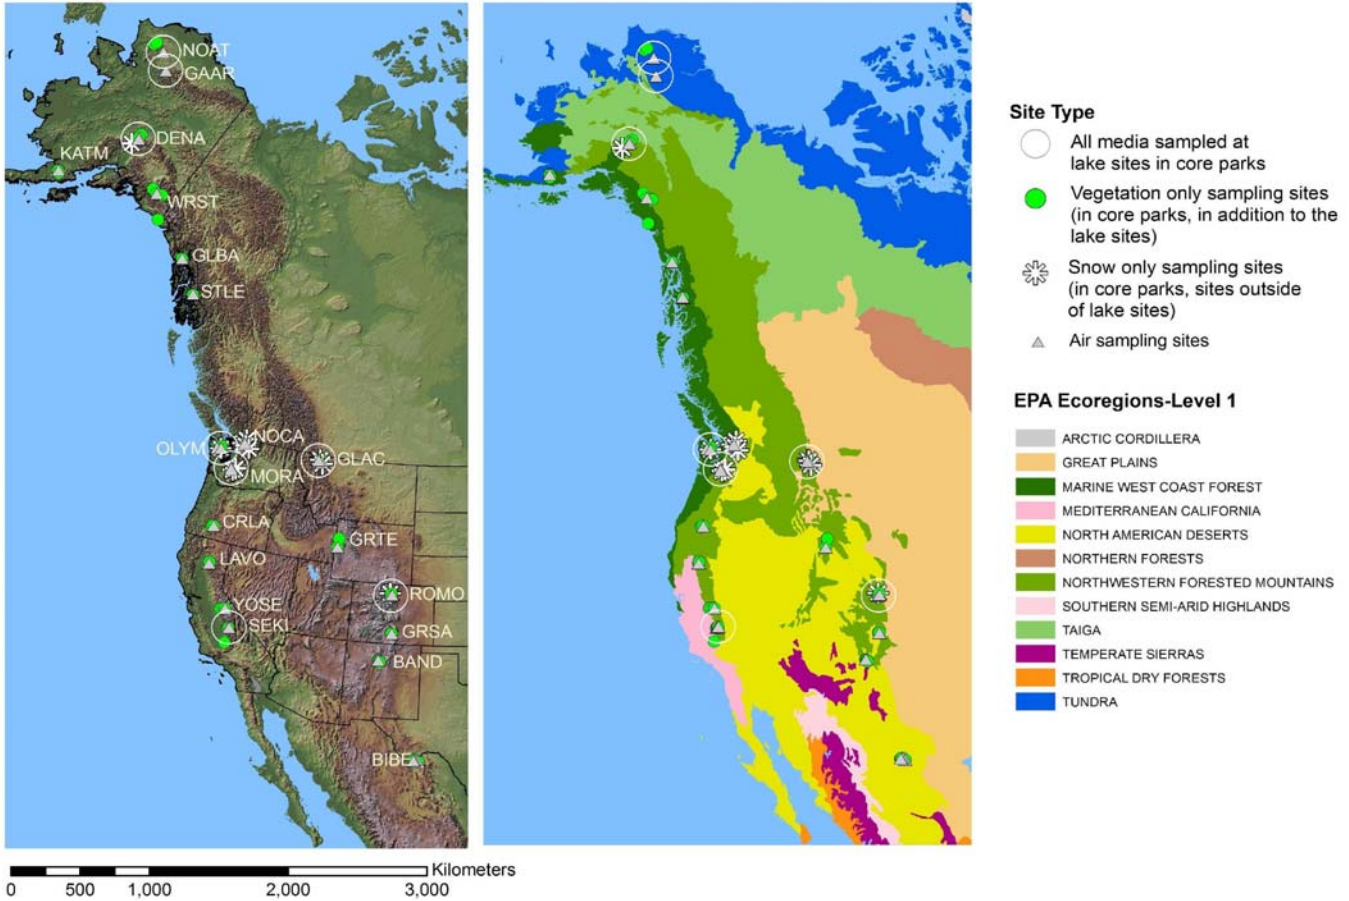 NOAT
GAAR
DENA
KATM
WRST
GLBA
STLE
OLYM
NOCA
GLAC
MORA
CRLA
GRTE
LAVO
ROMO
YOSE
SEKI
GRSA
BAND
BIBE
Kilometers
0 500 1,000 2,000 3,000
Site Type
All media sampled at
lake sites in core parks
Vegetation only sampling sites
(in core parks, in addition to the
lake sites)
Snow only sampling sites
(in core parks, sites outside
of lake sites)
Air sampling sites
EPA Ecoregions-Level 1
ARCTIC CORDILLERA
GREAT PLAINS
MARINE WEST COAST FOREST
MEDITERRANEAN CALIFORNIA
NORTH AMERICAN DESERTS
NORTHERN FORESTS
NORTHWESTERN FORESTED MOUNTAINS
SOUTHERN SEMI-ARID HIGHLANDS
TAIGA
TEMPERATE SIERRAS
TROPICAL DRY FORESTS
TUNDRA